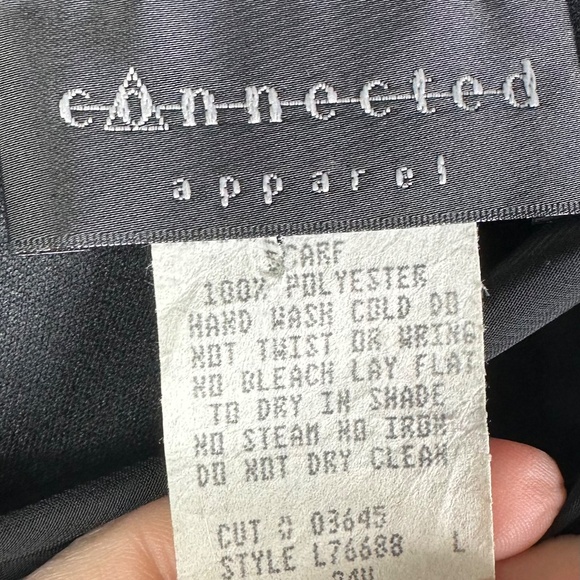 connected
apparel
SCARF
100% POLYESTER
HAND WASH COLD DO
NOT TWIST OR WRING
NO BLEACH LAY FLAT
TO DRY IN SHADE
NO STEAM NO IRON
DO NOT DRY CLEAN
CUT # 03645
STYLE L76688 L
24W